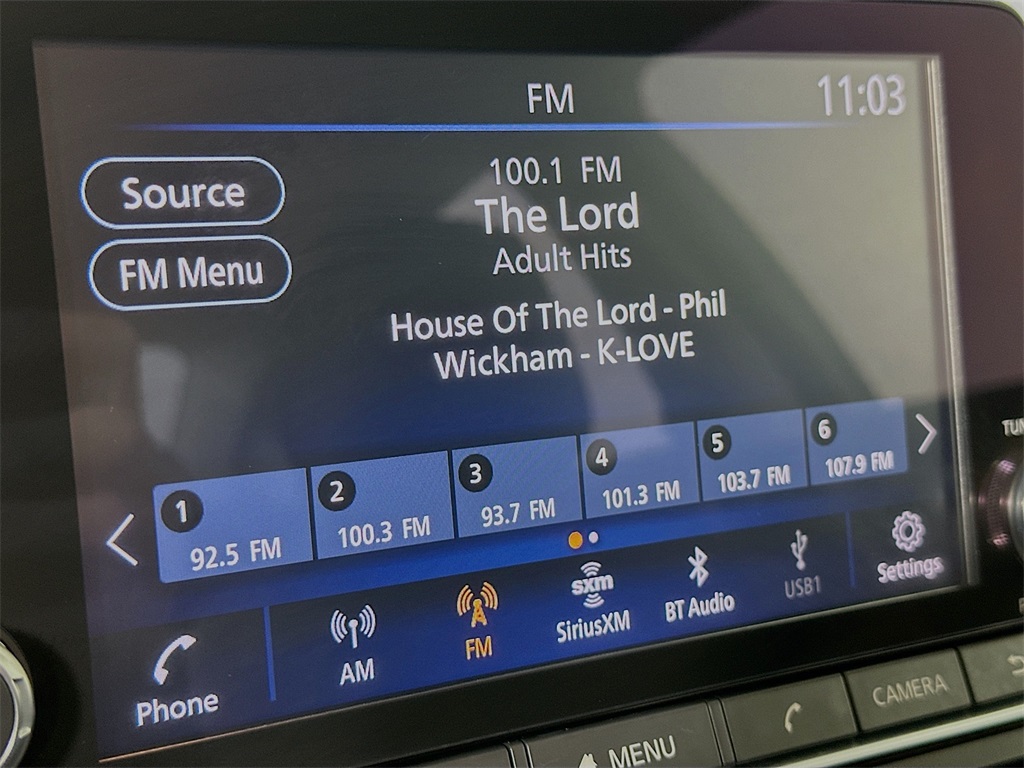 FM
11:03
Source
FM Menu
100.1 FM
The Lord
Adult Hits
House Of The Lord - Phil
Wickham - K-LOVE
1
92.5 FM
2
100.3 FM
3
93.7 FM
4
101.3 FM
5
103.7 FM
6
107.9 FM
Phone
AM
FM
sxm
SiriusXM
BT Audio
USB1
Settings
MENU
CAMERA